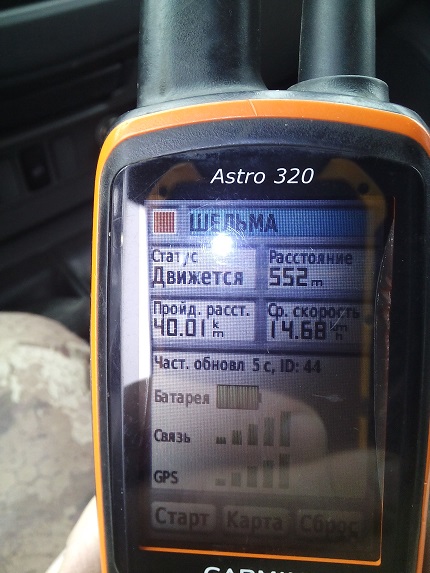 Astro 320
ШЕЛЬМА
Статус Расстояние
Движется 552 m
Пройд. расст. Ср. скорость
40.01 km 14.68 km/h
Част. обновл 5 с, ID: 44
Батарея
Связь
GPS
Старт Карта Сброс
GARMIN